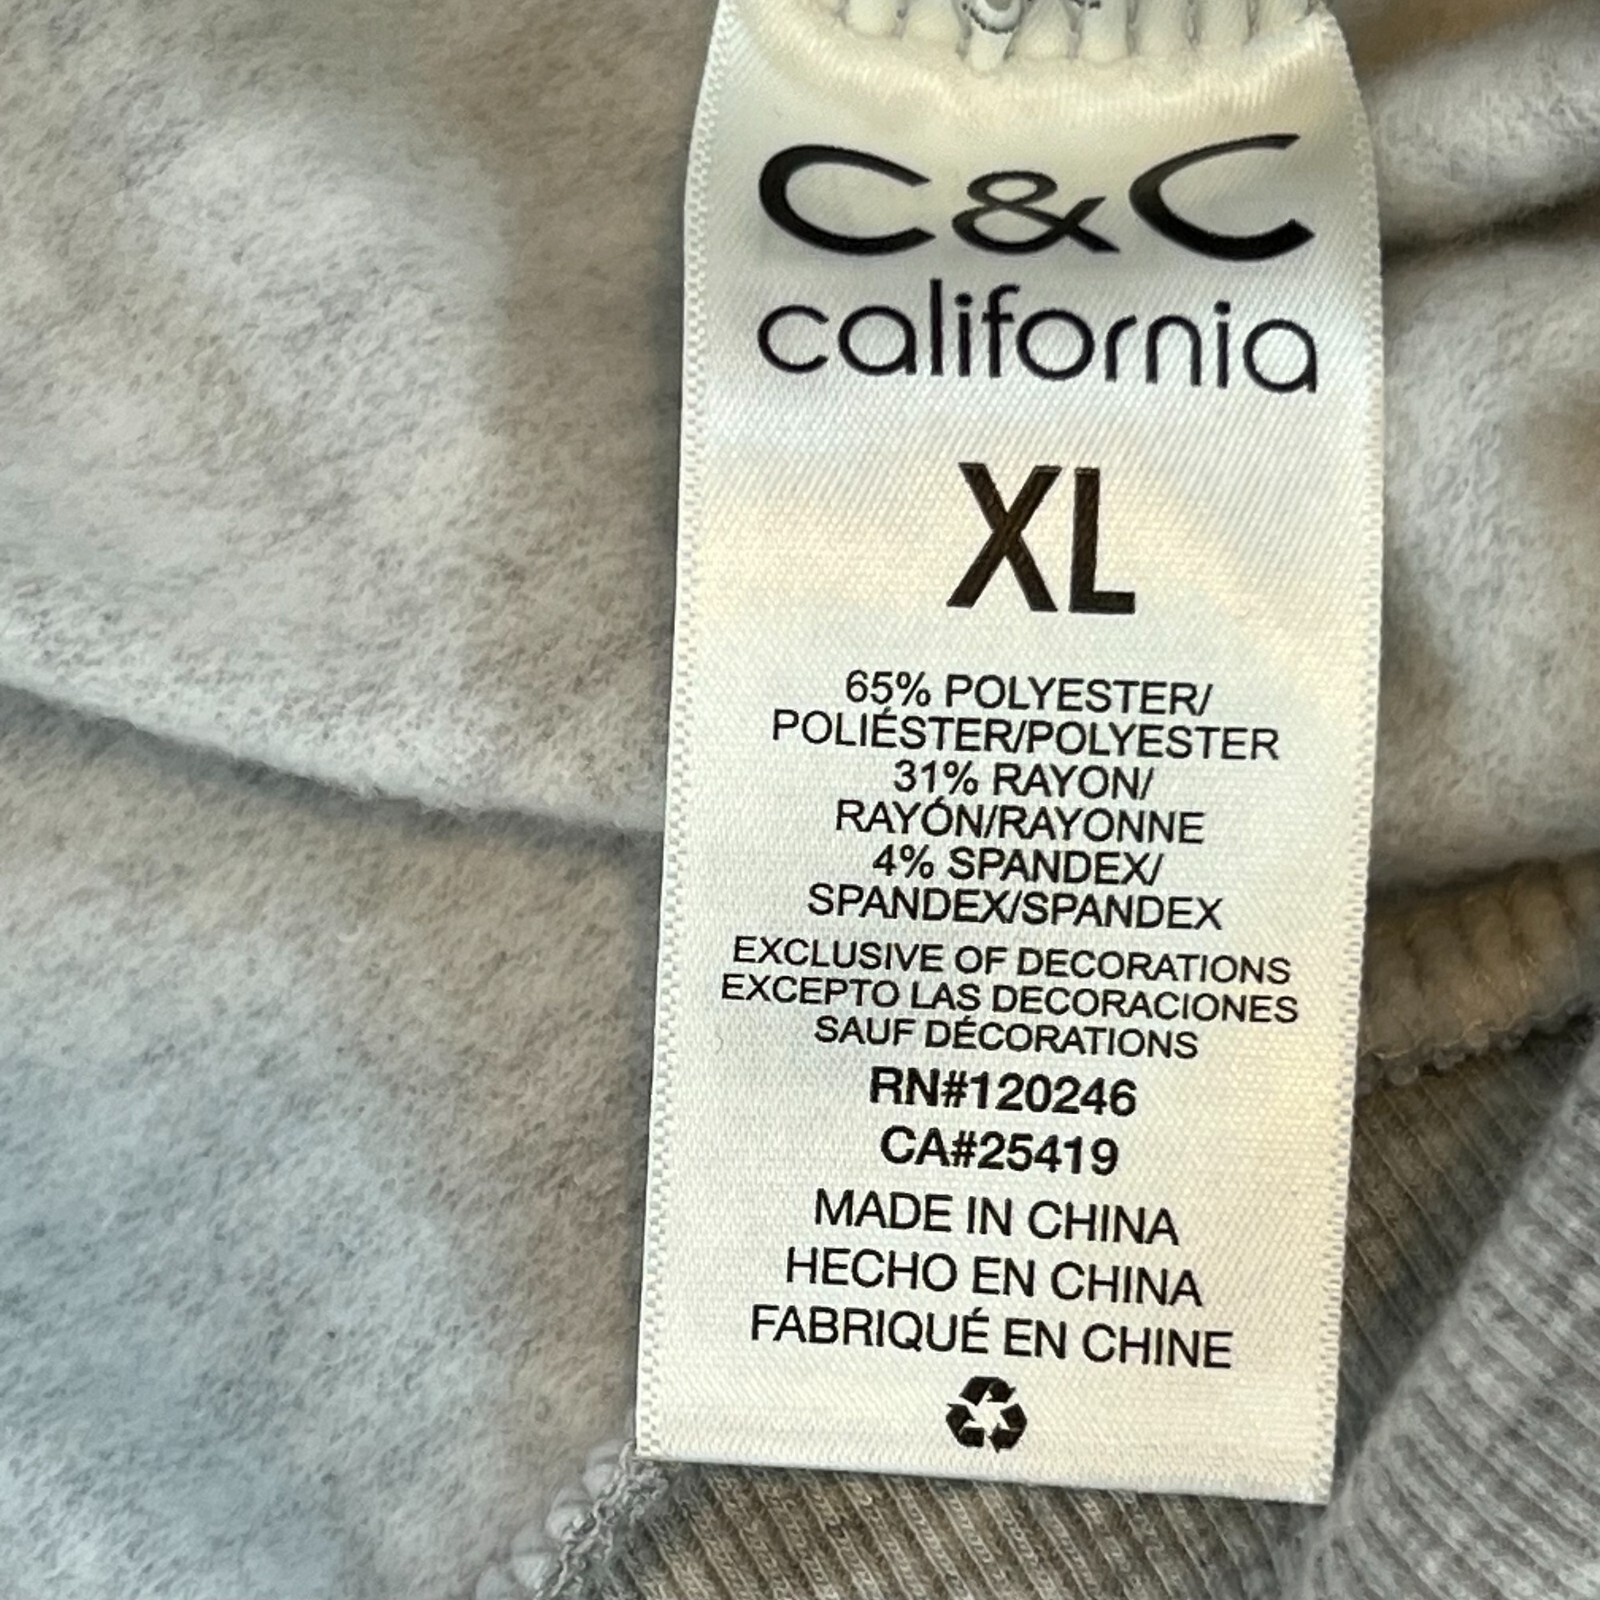 C&C
california
XL
65% POLYESTER/
POLIÉSTER/POLYESTER
31% RAYON/
RAYÓN/RAYONNE
4% SPANDEX/
SPANDEX/SPANDEX
EXCLUSIVE OF DECORATIONS
EXCEPTO LAS DECORACIONES
SAUF DÉCORATIONS
RN#120246
CA#25419
MADE IN CHINA
HECHO EN CHINA
FABRIQUÉ EN CHINE